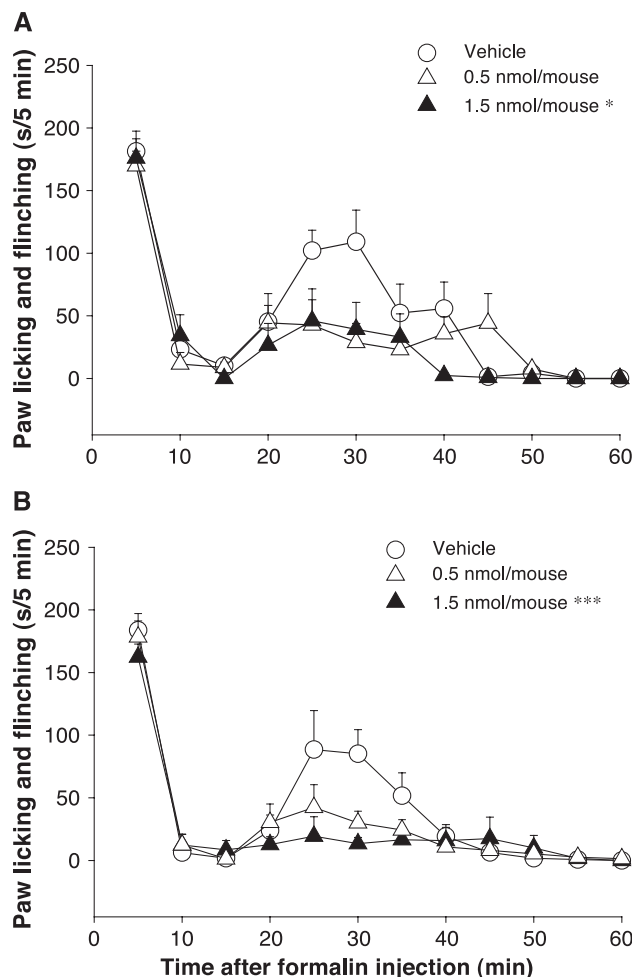 A
Vehicle
0.5 nmol/mouse
1.5 nmol/mouse *
Paw licking and flinching (s/5 min)
250
200
150
100
50
0
0 10 20 30 40 50 60
B
Vehicle
0.5 nmol/mouse
1.5 nmol/mouse ***
Paw licking and flinching (s/5 min)
250
200
150
100
50
0
0 10 20 30 40 50 60
Time after formalin injection (min)